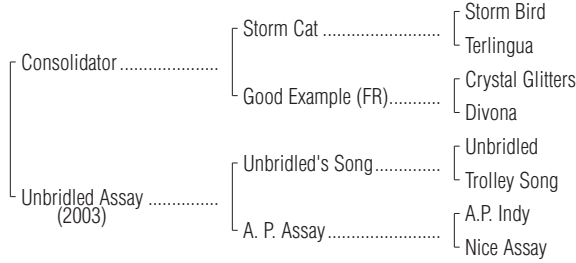 Storm Bird
Storm Cat ......................
Terlingua
Consolidator ...................
Crystal Glitters
Good Example (FR)...........
Divona
Unbridled
Unbridled's Song..............
Trolley Song
Unbridled Assay .............
(2003)
A.P. Indy
A. P. Assay......................
Nice Assay